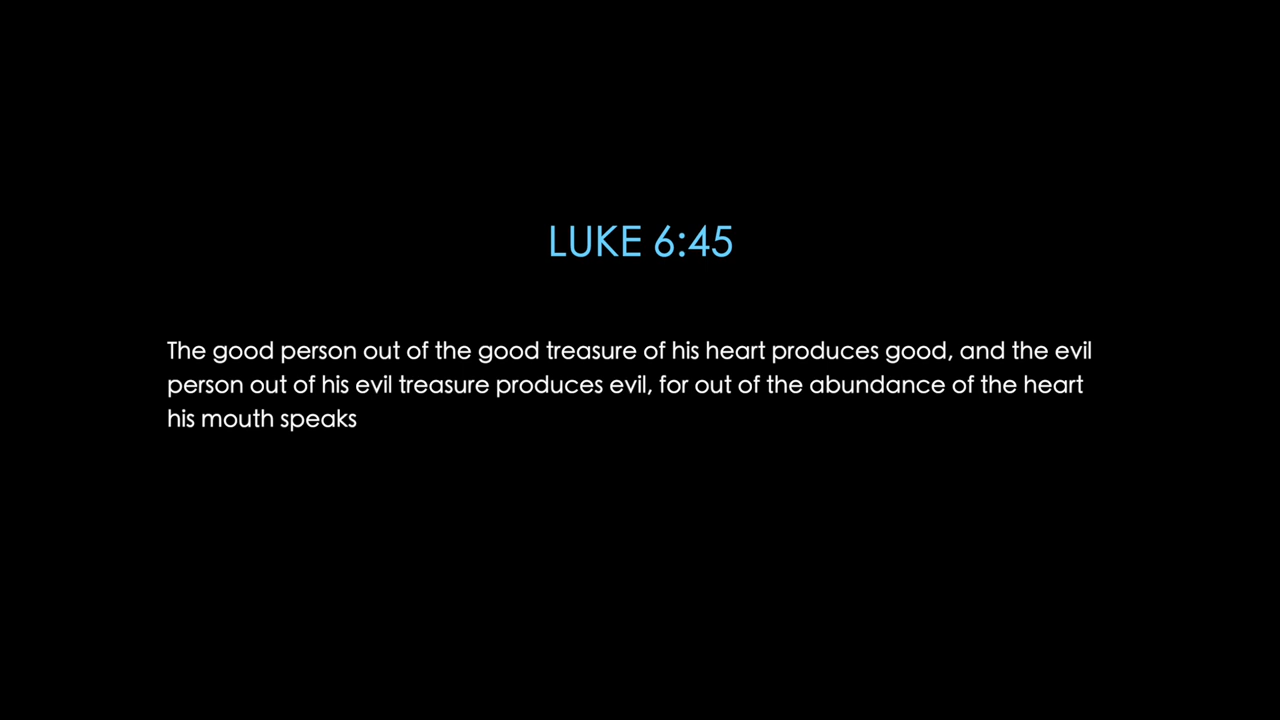 LUKE 6:45
The good person out of the good treasure of his heart produces good, and the evil
person out of his evil treasure produces evil, for out of the abundance of the heart
his mouth speaks